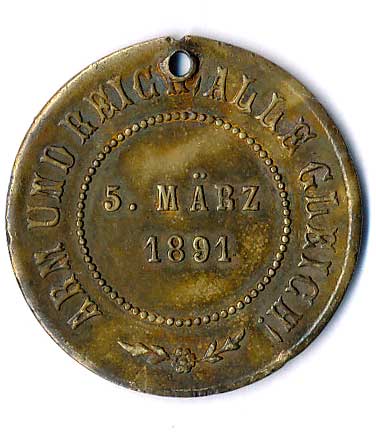 ARM UND REICH ALLE GLEICH!
5. MÄRZ
1891